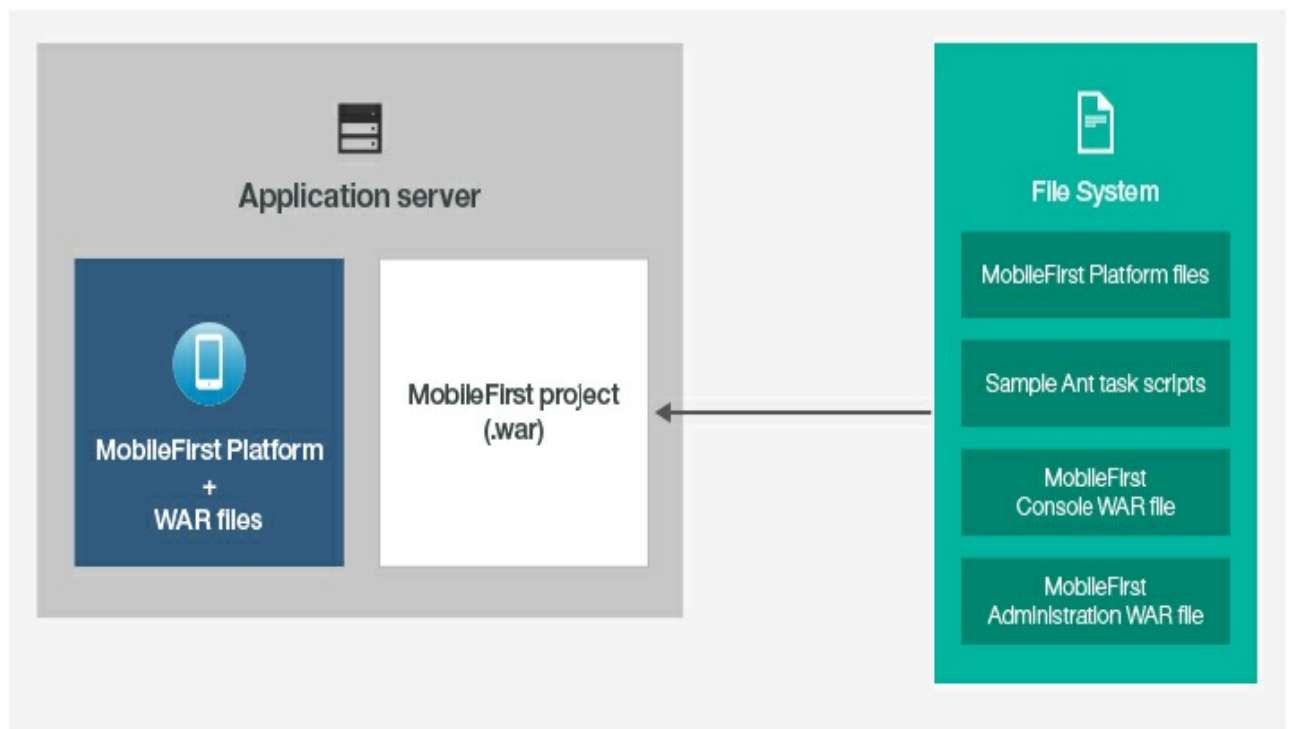 Application server
MobileFirst Platform
+
WAR files
MobileFirst project
(.war)
File System
MobileFirst Platform files
Sample Ant task scripts
MobileFirst
Console WAR file
MobileFirst
Administration WAR file